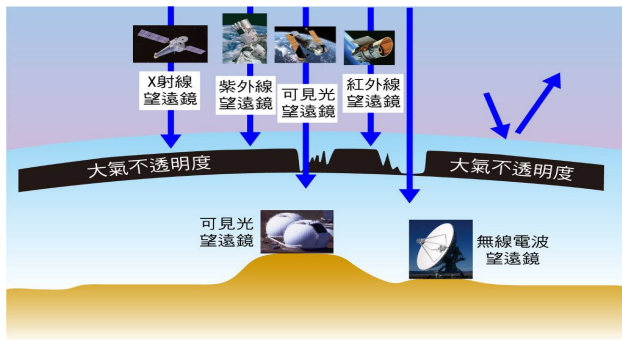 X射線
望遠鏡
紫外線
望遠鏡
可見光
望遠鏡
紅外線
望遠鏡
大氣不透明度
大氣不透明度
可見光
望遠鏡
無線電波
望遠鏡